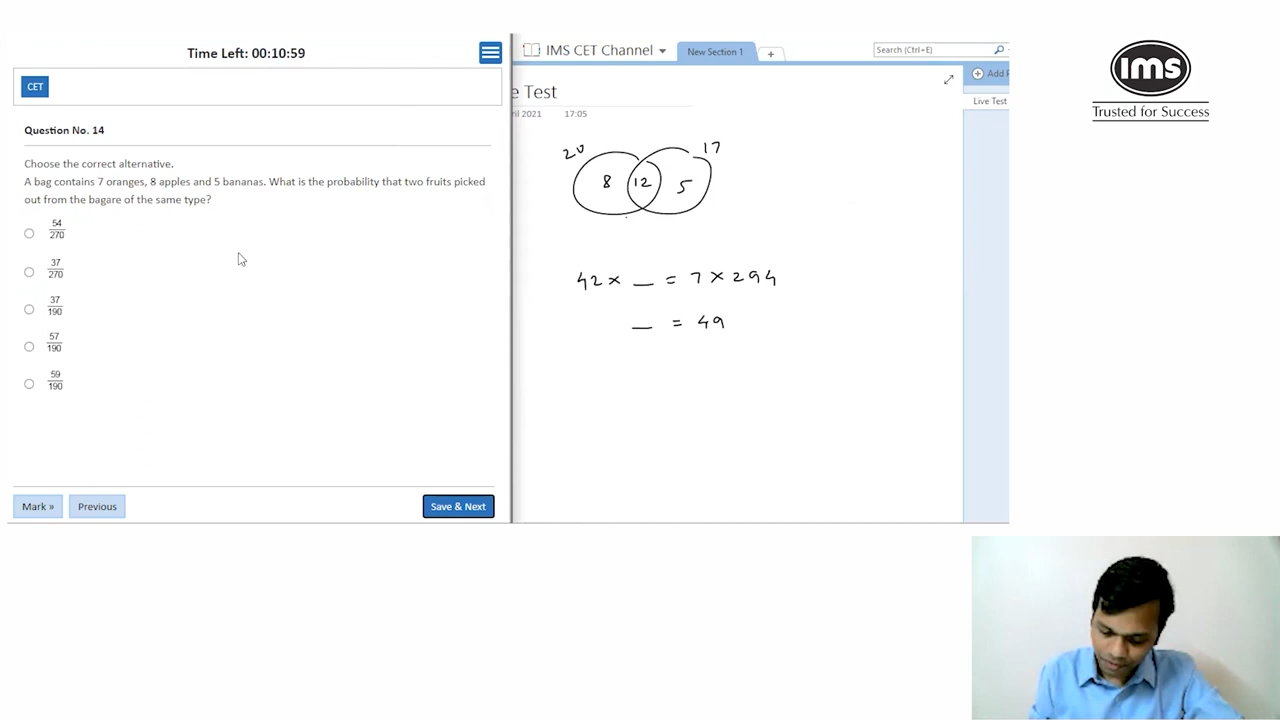 Time Left: 00:10:59
CET
Question No. 14
Choose the correct alternative.
A bag contains 7 oranges, 8 apples and 5 bananas. What is the probability that two fruits picked
out from the bagare of the same type?
54
270
37
270
37
190
57
190
59
190
Mark »
Previous
Save & Next
IMS CET Channel
New Section 1
+
Search (Ctrl+E)
Add
e Test
ril 2021 17:05
Live Test
20 17
8 12 5
42 × _ = 7 × 294
_ = 49
ims
Trusted for Success